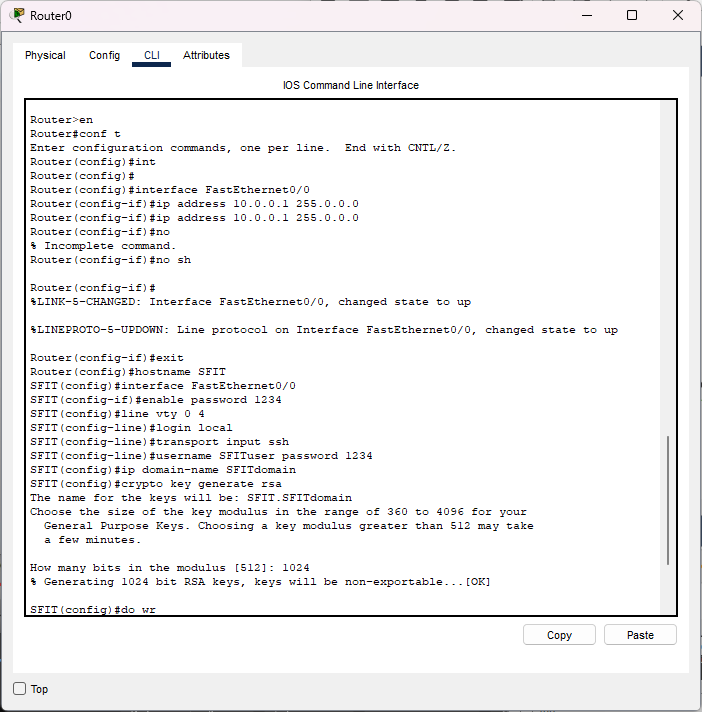 Router0
Physical Config CLI Attributes
IOS Command Line Interface
Router>en
Router#conf t
Enter configuration commands, one per line.  End with CNTL/Z.
Router(config)#int
Router(config)#
Router(config)#interface FastEthernet0/0
Router(config-if)#ip address 10.0.0.1 255.0.0.0
Router(config-if)#ip address 10.0.0.1 255.0.0.0
Router(config-if)#no
% Incomplete command.
Router(config-if)#no sh
Router(config-if)#
%LINK-5-CHANGED: Interface FastEthernet0/0, changed state to up
%LINEPROTO-5-UPDOWN: Line protocol on Interface FastEthernet0/0, changed state to up
Router(config-if)#exit
Router(config)#hostname SFIT
SFIT(config)#interface FastEthernet0/0
SFIT(config-if)#enable password 1234
SFIT(config)#line vty 0 4
SFIT(config-line)#login local
SFIT(config-line)#transport input ssh
SFIT(config-line)#username SFITuser password 1234
SFIT(config)#ip domain-name SFITdomain
SFIT(config)#crypto key generate rsa
The name for the keys will be: SFIT.SFITdomain
Choose the size of the key modulus in the range of 360 to 4096 for your
  General Purpose Keys. Choosing a key modulus greater than 512 may take
  a few minutes.
How many bits in the modulus [512]: 1024
% Generating 1024 bit RSA keys, keys will be non-exportable...[OK]
SFIT(config)#do wr
Copy Paste
Top